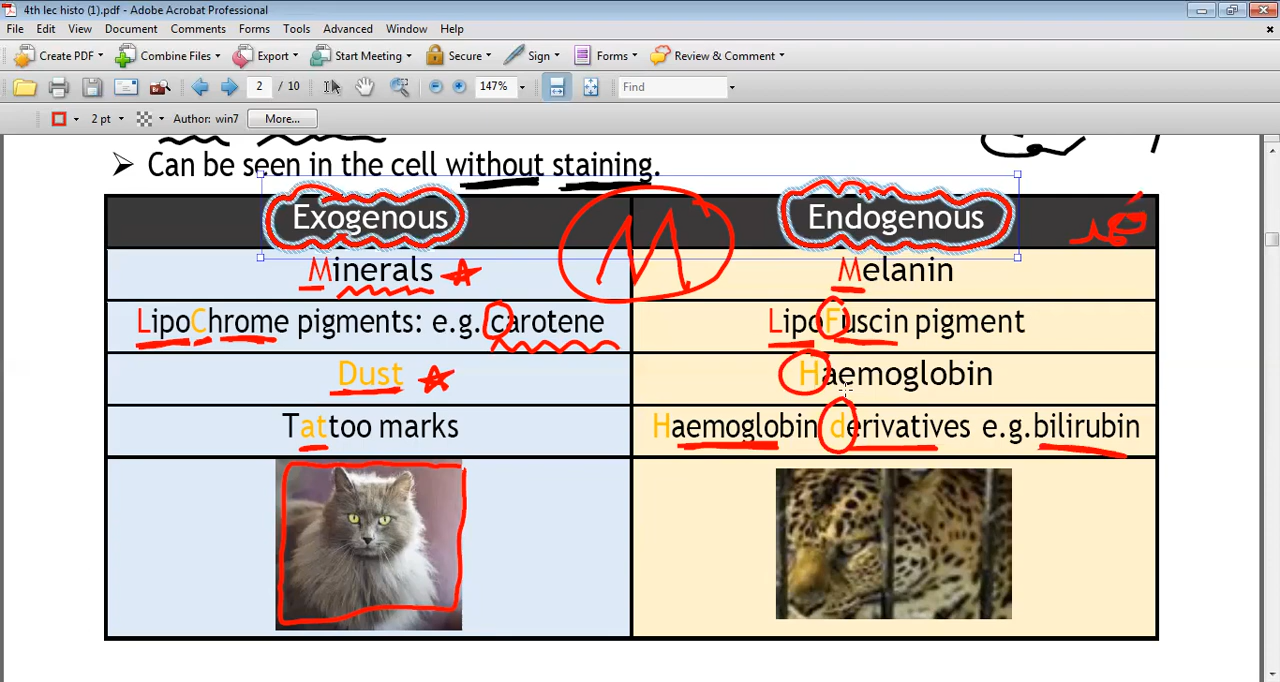 4th lec histo (1).pdf - Adobe Acrobat Professional
File Edit View Document Comments Forms Tools Advanced Window Help
Create PDF Combine Files Export Start Meeting Secure Sign Forms Review & Comment
2 / 10 147% Find
2 pt Author: win7 More...
➢ Can be seen in the cell without staining.
Exogenous Endogenous
M
Minerals Melanin
LipoChrome pigments: e.g. carotene LipoFuscin pigment
Dust Haemoglobin
Tattoo marks Haemoglobin derivatives e.g.bilirubin